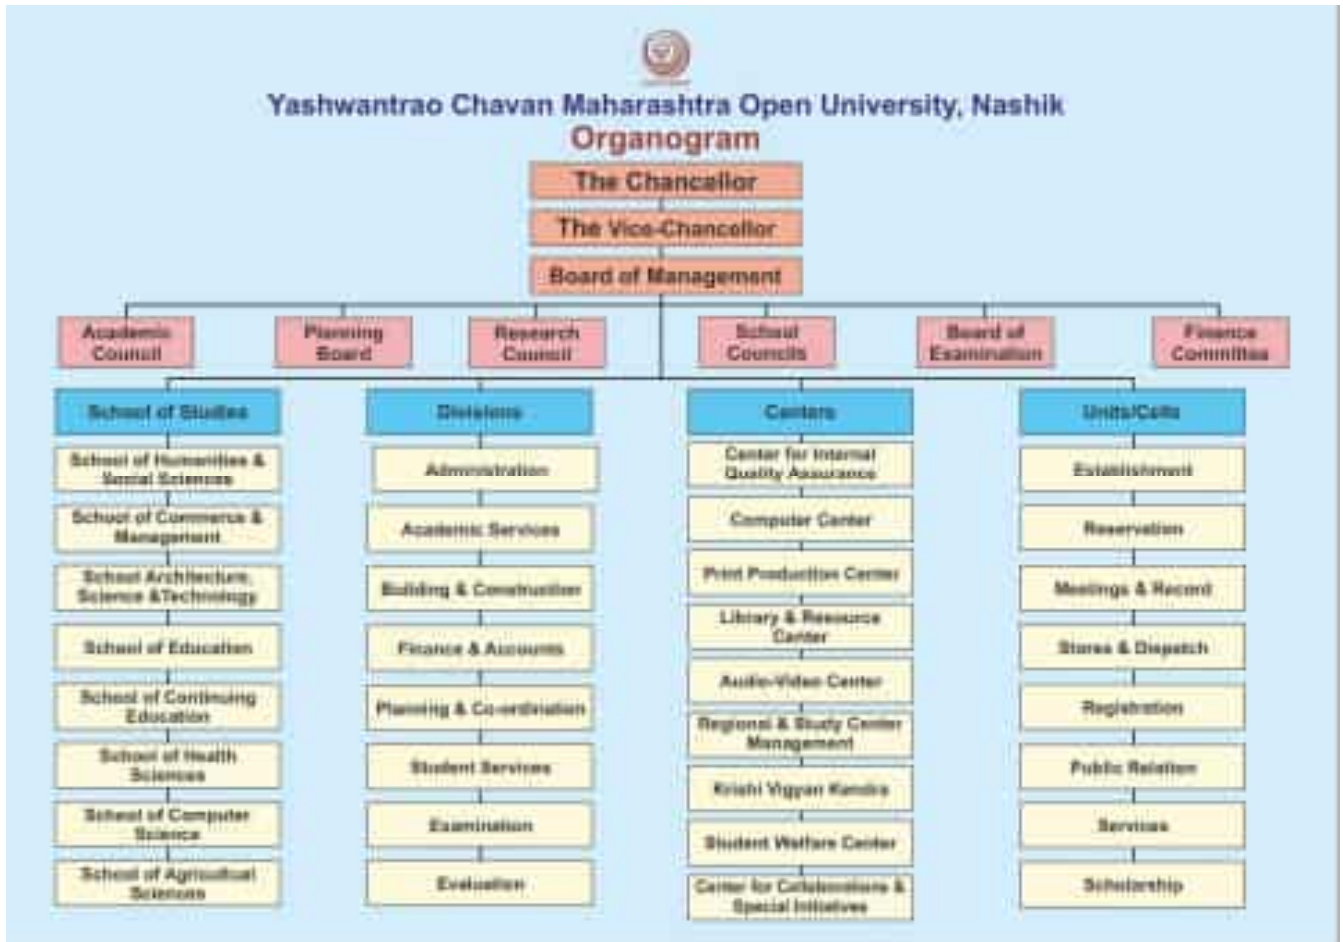 Yashwantrao Chavan Maharashtra Open University, Nashik
Organogram
The Chancellor
The Vice-Chancellor
Board of Management
Academic
Council
Planning
Board
Research
Council
School
Councils
Board of
Examination
Finance
Committee
School of Studies
School of Humanities &
Social Sciences
School of Commerce &
Management
School Architecture,
Science &Technology
School of Education
School of Continuing
Education
School of Health
Sciences
School of Computer
Science
School of Agricultual
Sciences
Divisions
Administration
Academic Services
Building & Construction
Finance & Accounts
Planning & Co-ordination
Student Services
Examination
Evaluation
Centers
Center for Internal
Quality Assurance
Computer Center
Print Production Center
Library & Resource
Center
Audio-Video Center
Regional & Study Center
Management
Krishi Vigyan Kendra
Student Welfare Center
Center for Collaborations &
Special Initiatives
Units/Cells
Establishment
Reservation
Meetings & Record
Stores & Dispatch
Registration
Public Relation
Services
Scholarship